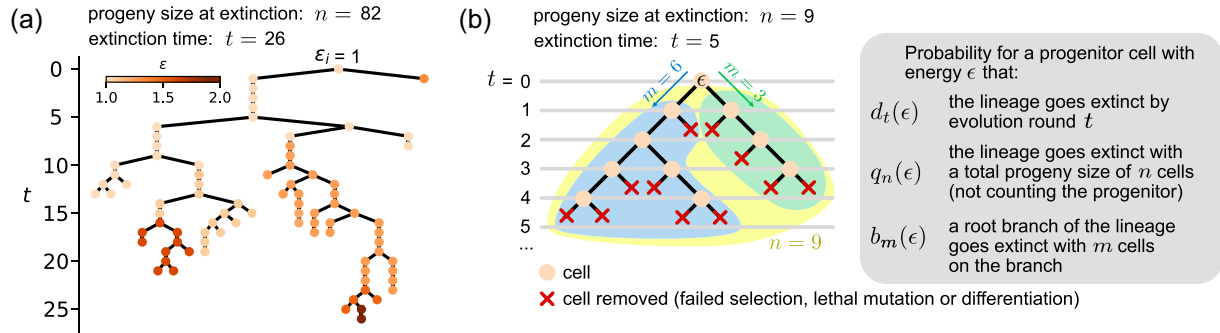 (a)
progeny size at extinction: n = 82
extinction time: t = 26
ε_i = 1
ε
1.0 1.5 2.0
0
5
10
15
20
25
t
(b)
progeny size at extinction: n = 9
extinction time: t = 5
t = 0
1
2
3
4
5
...
m = 6
ϵ
m = 3
n = 9
cell
cell removed (failed selection, lethal mutation or differentiation)
Probability for a progenitor cell with
energy ϵ that:
d_t(ϵ) the lineage goes extinct by
evolution round t
q_n(ϵ) the lineage goes extinct with
a total progeny size of n cells
(not counting the progenitor)
b_m(ϵ) a root branch of the lineage
goes extinct with m cells
on the branch